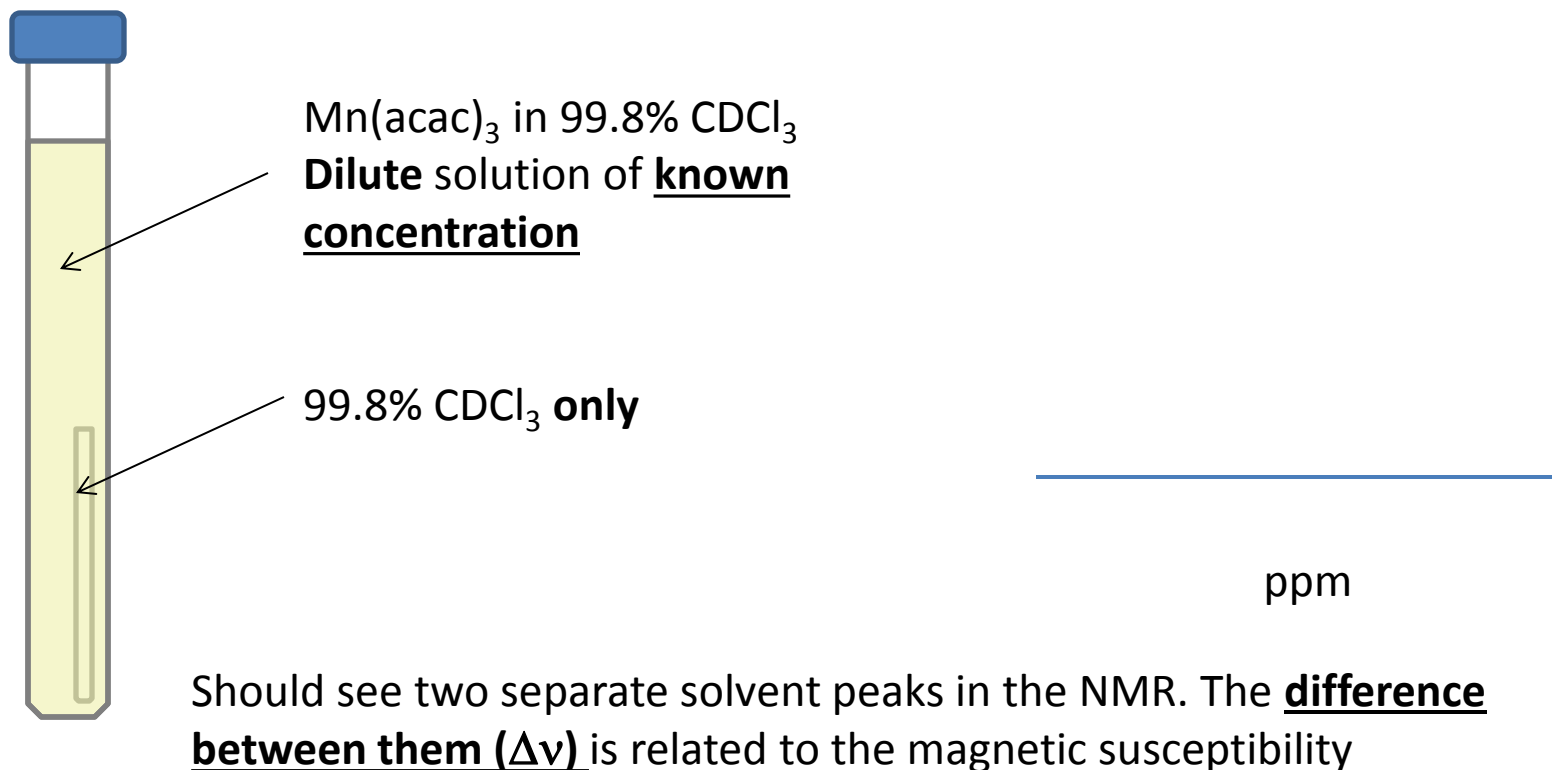 Mn(acac)₃ in 99.8% CDCl₃
Dilute solution of known
concentration
99.8% CDCl₃ only
ppm
Should see two separate solvent peaks in the NMR. The difference
between them (Δν) is related to the magnetic susceptibility